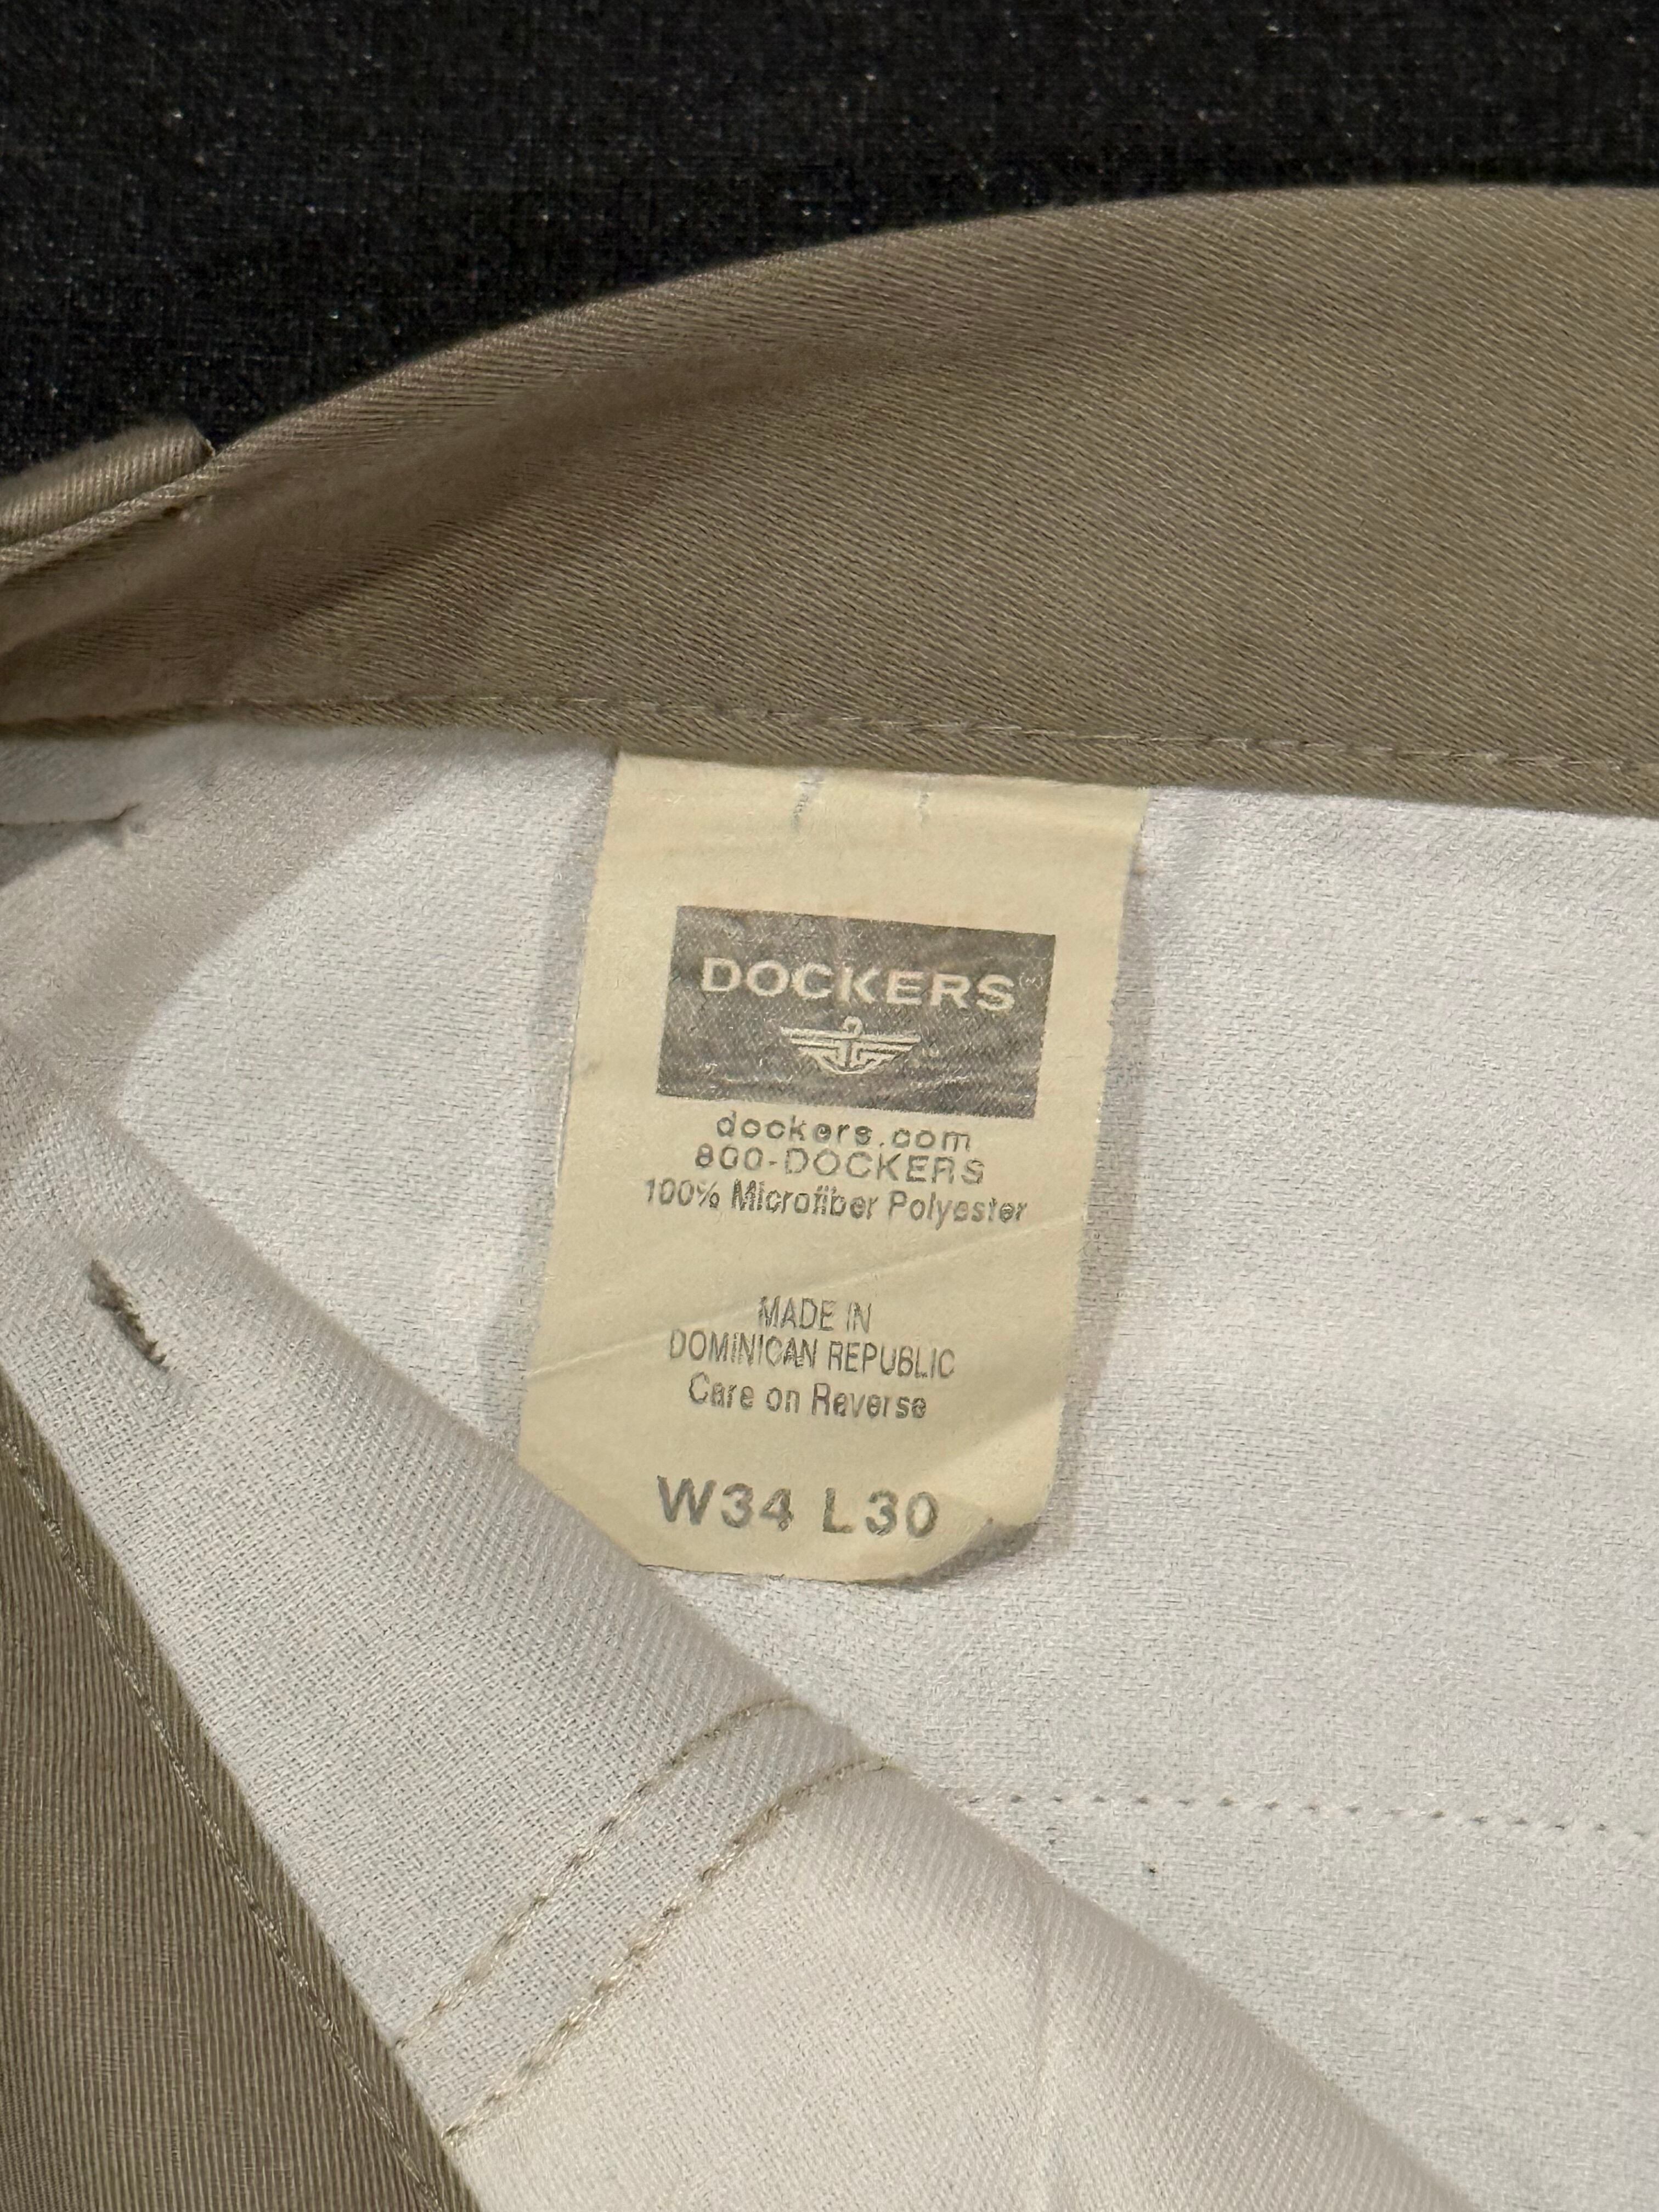 DOCKERS
dockers.com
800-DOCKERS
100% Microfiber Polyester
MADE IN
DOMINICAN REPUBLIC
Care on Reverse
W34 L30